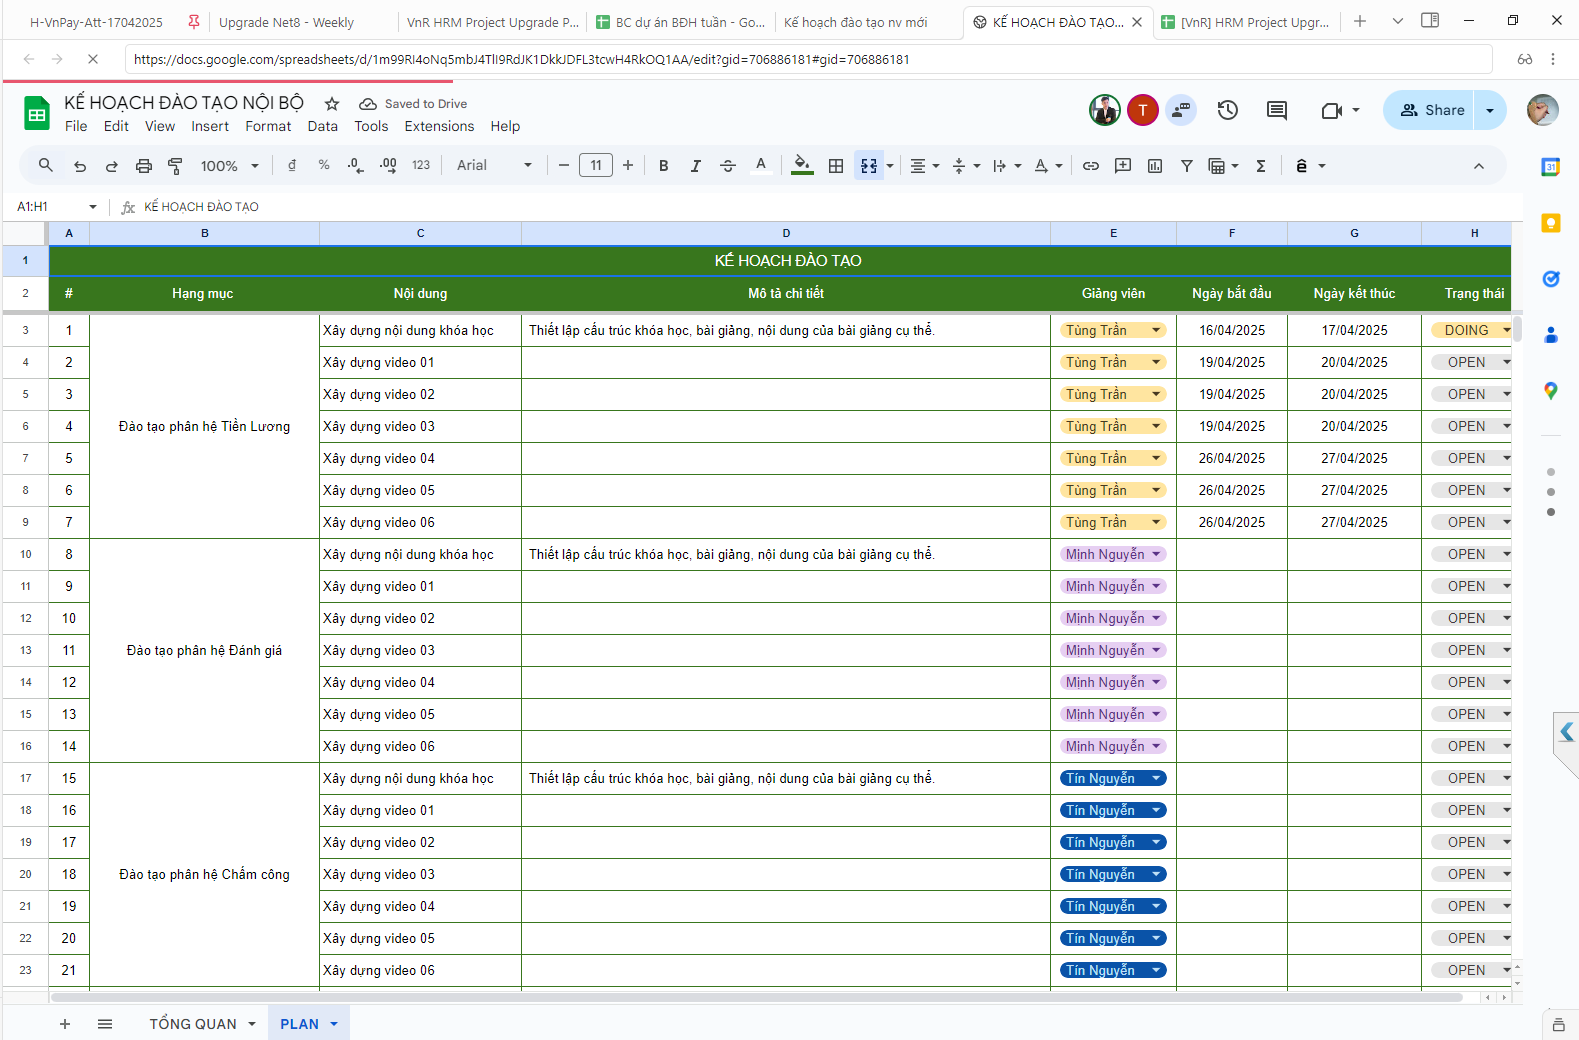 H-VnPay-Att-17042025
Upgrade Net8 - Weekly
VnR HRM Project Upgrade P...
BC dự án BĐH tuần - Go...
Kế hoạch đào tạo nv mới
KẾ HOẠCH ĐÀO TẠO...
[VnR] HRM Project Upgr...
https://docs.google.com/spreadsheets/d/1m99RI4oNq5mbJ4TlI9RdJK1DkkJDFL3tcwH4RkOQ1AA/edit?gid=706886181#gid=706886181
KẾ HOẠCH ĐÀO TẠO NỘI BỘ
Saved to Drive
File Edit View Insert Format Data Tools Extensions Help
T
Share
100% đ % .0 .00 123 Arial 11 B I A
31
A1:H1 fx KẾ HOẠCH ĐÀO TẠO
A B C D E F G H
1 KẾ HOẠCH ĐÀO TẠO
2 # Hạng mục Nội dung Mô tả chi tiết Giảng viên Ngày bắt đầu Ngày kết thúc Trạng thái
3 1 Xây dựng nội dung khóa học Thiết lập cấu trúc khóa học, bài giảng, nội dung của bài giảng cụ thể. Tùng Trần 16/04/2025 17/04/2025 DOING
4 2 Xây dựng video 01 Tùng Trần 19/04/2025 20/04/2025 OPEN
5 3 Xây dựng video 02 Tùng Trần 19/04/2025 20/04/2025 OPEN
6 4 Đào tạo phân hệ Tiền Lương Xây dựng video 03 Tùng Trần 19/04/2025 20/04/2025 OPEN
7 5 Xây dựng video 04 Tùng Trần 26/04/2025 27/04/2025 OPEN
8 6 Xây dựng video 05 Tùng Trần 26/04/2025 27/04/2025 OPEN
9 7 Xây dựng video 06 Tùng Trần 26/04/2025 27/04/2025 OPEN
10 8 Xây dựng nội dung khóa học Thiết lập cấu trúc khóa học, bài giảng, nội dung của bài giảng cụ thể. Mịnh Nguyễn OPEN
11 9 Xây dựng video 01 Mịnh Nguyễn OPEN
12 10 Xây dựng video 02 Mịnh Nguyễn OPEN
13 11 Đào tạo phân hệ Đánh giá Xây dựng video 03 Mịnh Nguyễn OPEN
14 12 Xây dựng video 04 Mịnh Nguyễn OPEN
15 13 Xây dựng video 05 Mịnh Nguyễn OPEN
16 14 Xây dựng video 06 Mịnh Nguyễn OPEN
17 15 Xây dựng nội dung khóa học Thiết lập cấu trúc khóa học, bài giảng, nội dung của bài giảng cụ thể. Tín Nguyễn OPEN
18 16 Xây dựng video 01 Tín Nguyễn OPEN
19 17 Xây dựng video 02 Tín Nguyễn OPEN
20 18 Đào tạo phân hệ Chấm công Xây dựng video 03 Tín Nguyễn OPEN
21 19 Xây dựng video 04 Tín Nguyễn OPEN
22 20 Xây dựng video 05 Tín Nguyễn OPEN
23 21 Xây dựng video 06 Tín Nguyễn OPEN
TỔNG QUAN PLAN